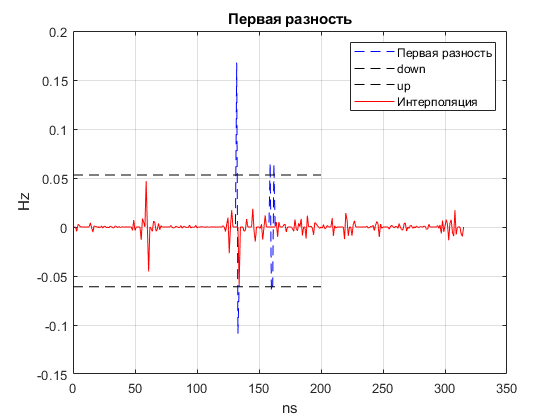 Первая разность
0.2
0.15
0.1
0.05
0
-0.05
-0.1
-0.15
Hz
Первая разность
down
up
Интерполяция
0 50 100 150 200 250 300 350
ns